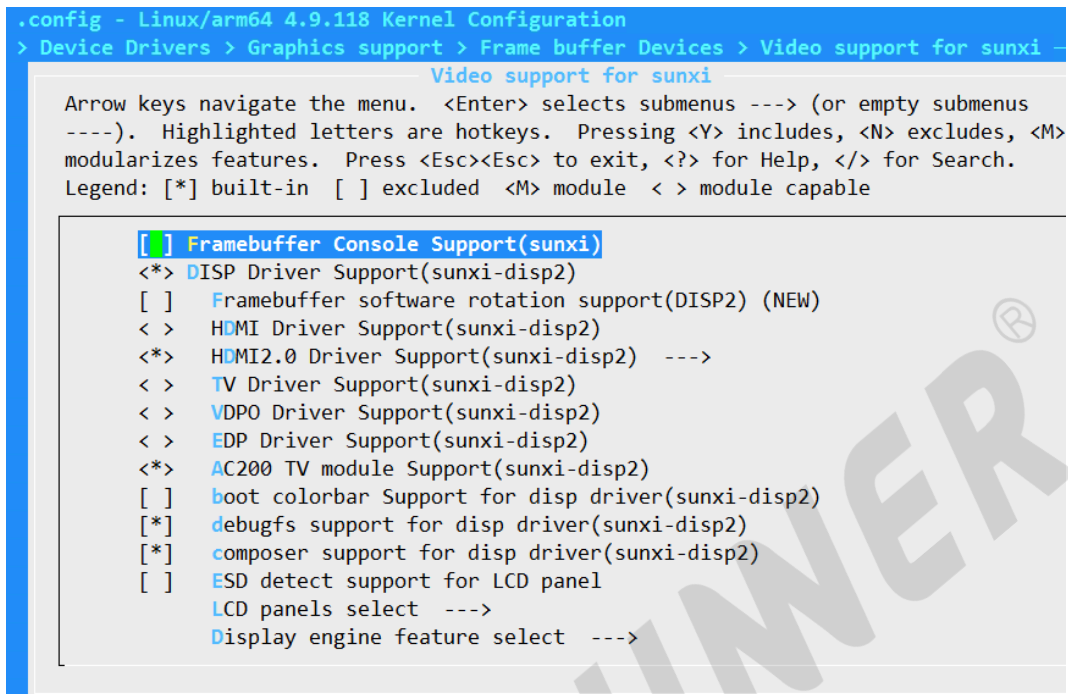 .config - Linux/arm64 4.9.118 Kernel Configuration
> Device Drivers > Graphics support > Frame buffer Devices > Video support for sunxi
Video support for sunxi
Arrow keys navigate the menu.  <Enter> selects submenus ---> (or empty submenus
----).  Highlighted letters are hotkeys.  Pressing <Y> includes, <N> excludes, <M>
modularizes features.  Press <Esc><Esc> to exit, <?> for Help, </> for Search.
Legend: [*] built-in  [ ] excluded  <M> module  < > module capable
[ ] Framebuffer Console Support(sunxi)
<*> DISP Driver Support(sunxi-disp2)
[ ]   Framebuffer software rotation support(DISP2) (NEW)
< >   HDMI Driver Support(sunxi-disp2)
<*>   HDMI2.0 Driver Support(sunxi-disp2)  --->
< >   TV Driver Support(sunxi-disp2)
< >   VDPO Driver Support(sunxi-disp2)
< >   EDP Driver Support(sunxi-disp2)
<*>   AC200 TV module Support(sunxi-disp2)
[ ]   boot colorbar Support for disp driver(sunxi-disp2)
[*]   debugfs support for disp driver(sunxi-disp2)
[*]   composer support for disp driver(sunxi-disp2)
[ ]   ESD detect support for LCD panel
LCD panels select  --->
Display engine feature select  --->
®